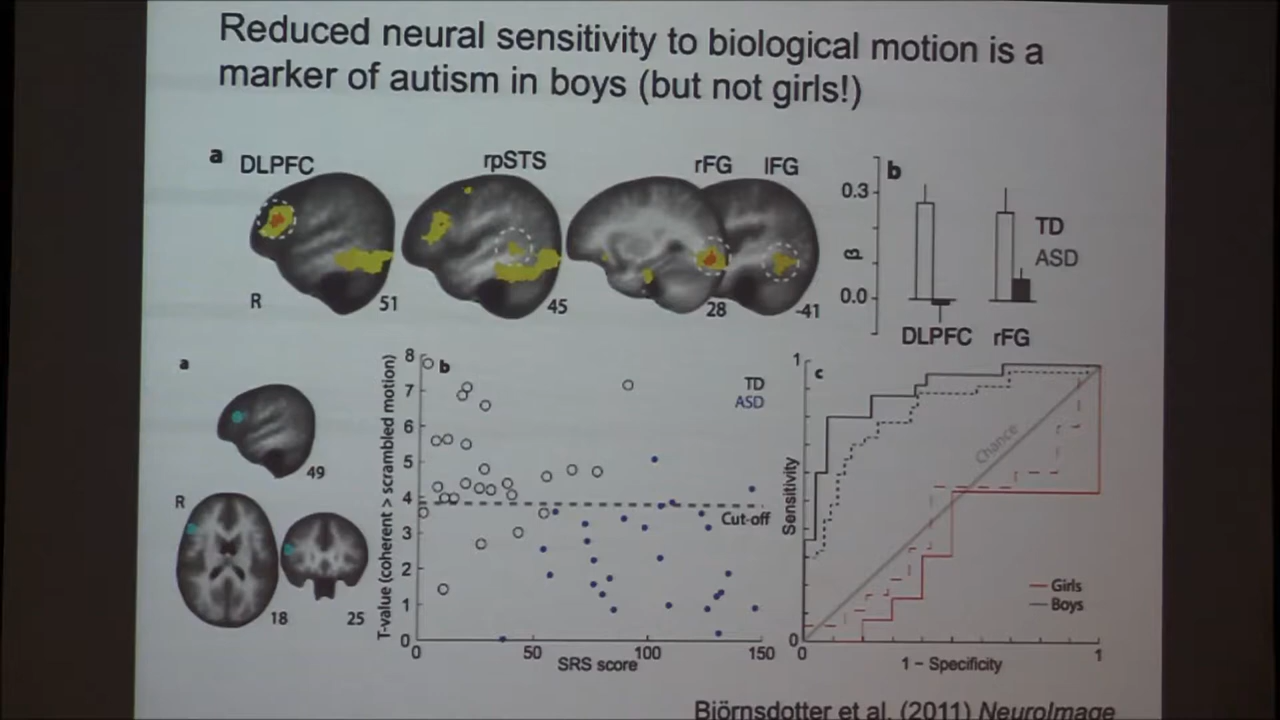 Reduced neural sensitivity to biological motion is a
marker of autism in boys (but not girls!)
a
DLPFC
rpSTS
rFG
lFG
R
51
45
28
-41
b
0.3
0.0
β
TD
ASD
DLPFC
rFG
a
49
R
18
25
b
T-value (coherent > scrambled motion)
8
7
6
5
4
3
2
1
0
TD
ASD
Cut-off
0
50
100
150
SRS score
c
1
Sensitivity
0
Chance
Girls
Boys
0
1
1 – Specificity
Björnsdotter et al. (2011) NeuroImage